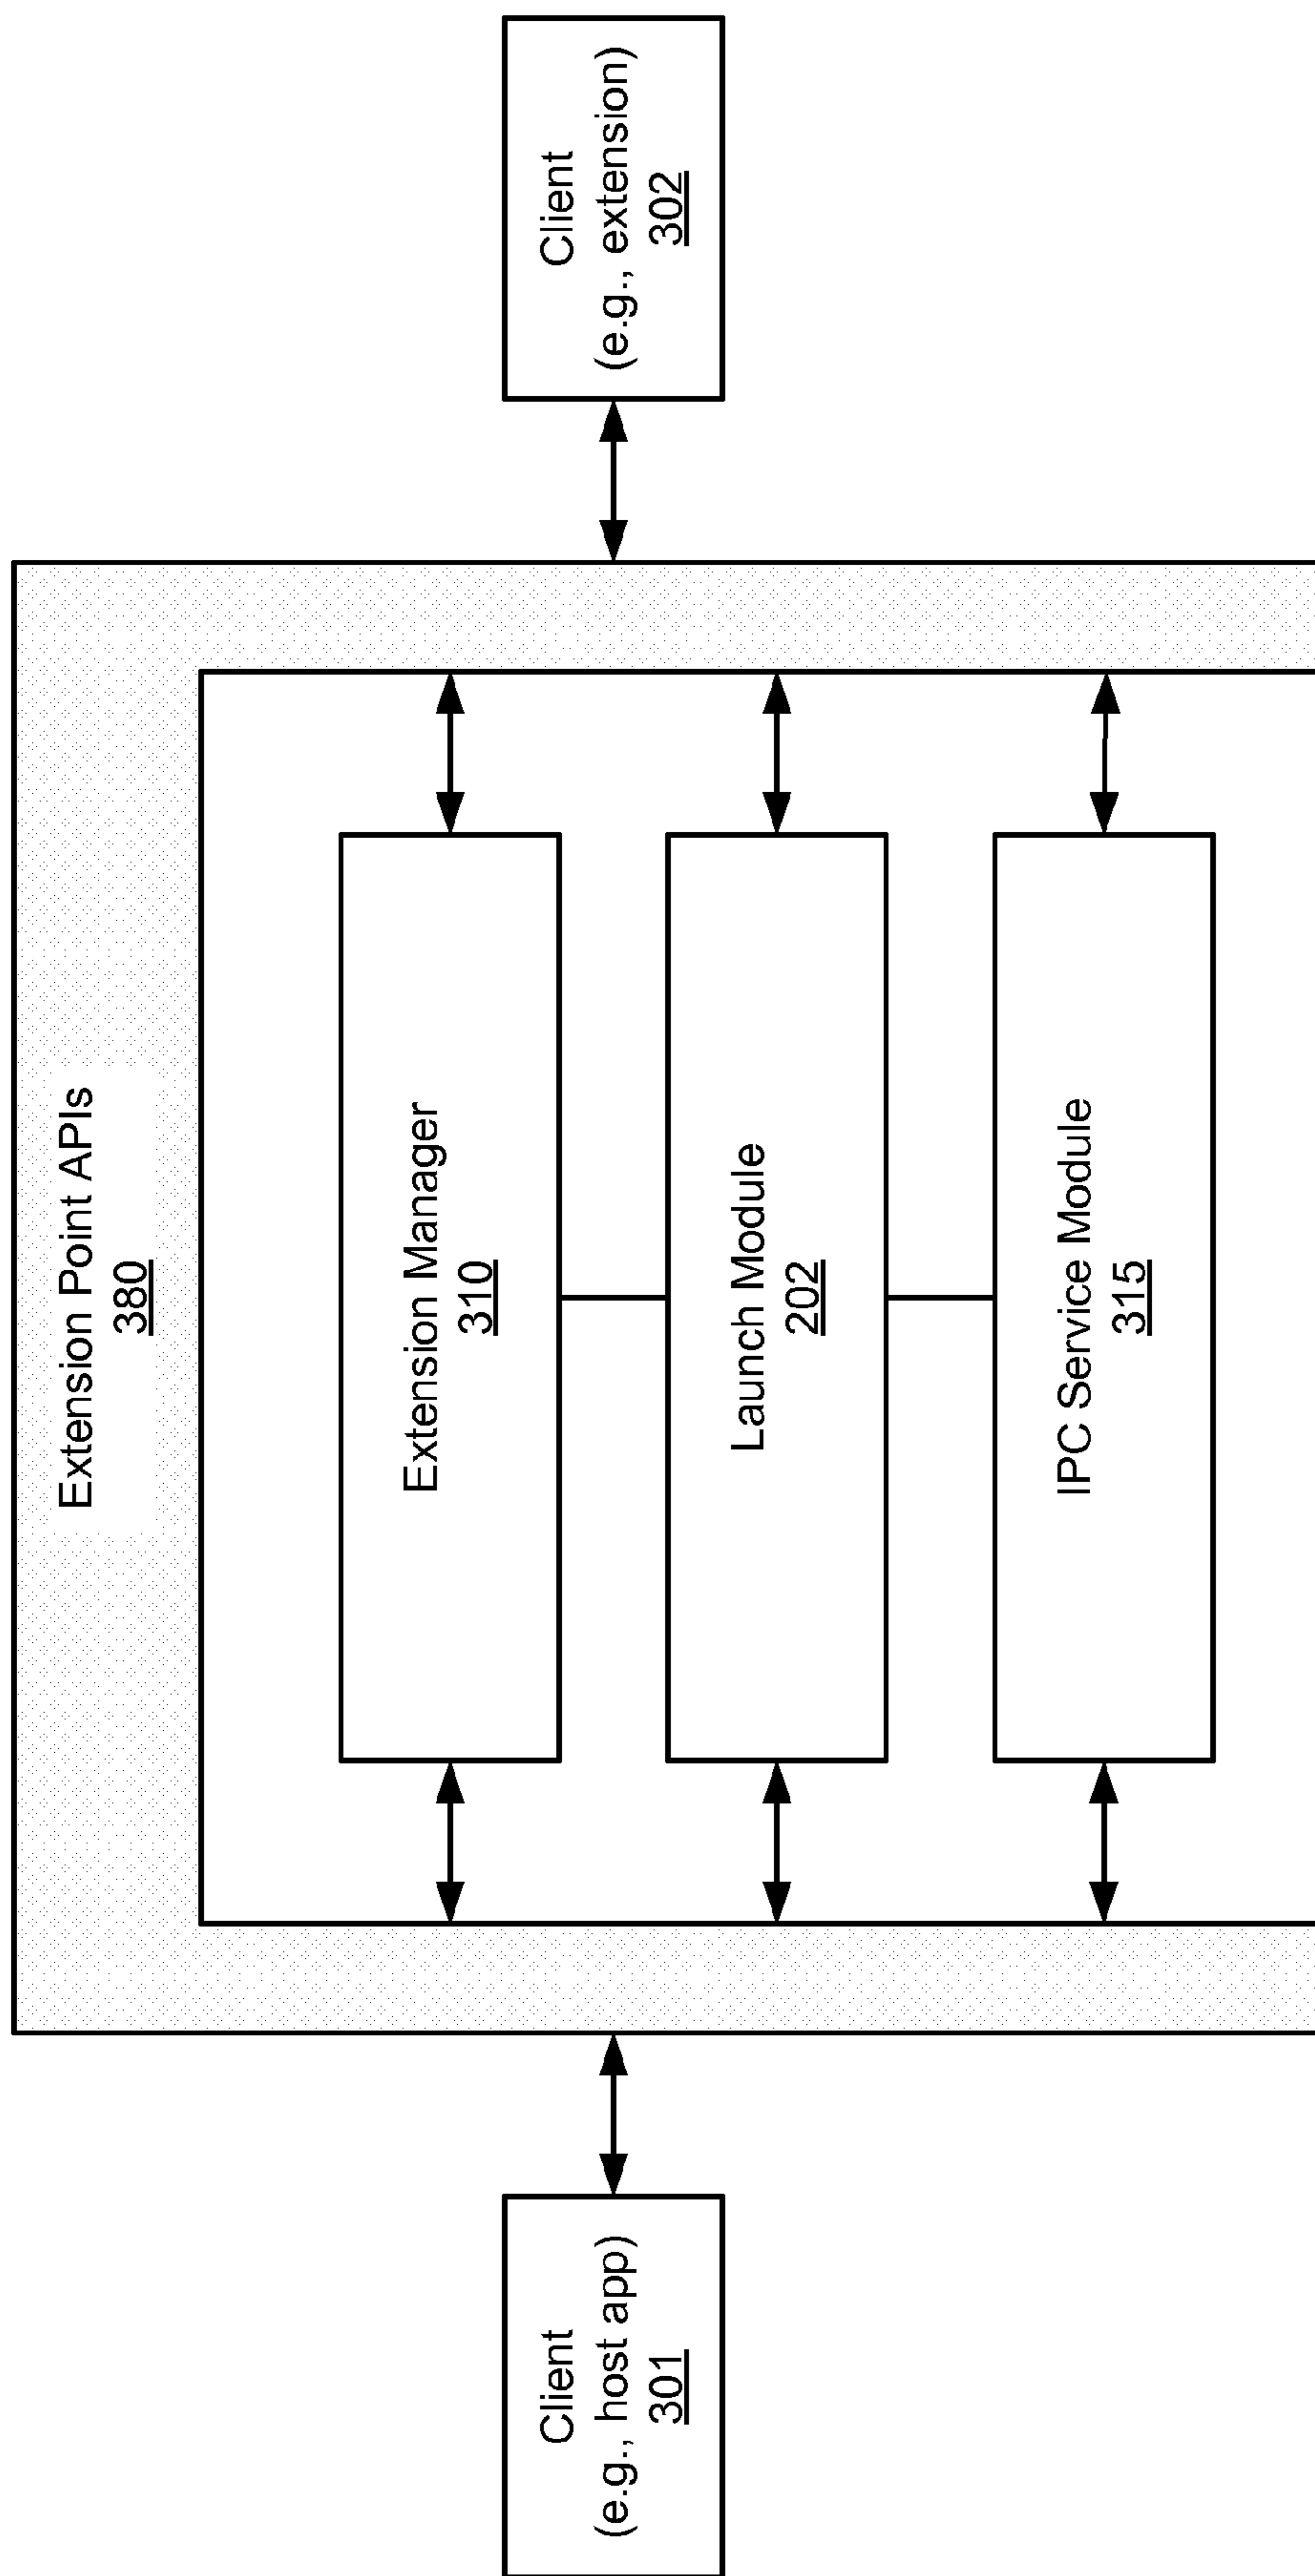 Extension Point APIs
380
Client
(e.g., host app)
301
Extension Manager
310
Launch Module
202
IPC Service Module
315
Client
(e.g., extension)
302